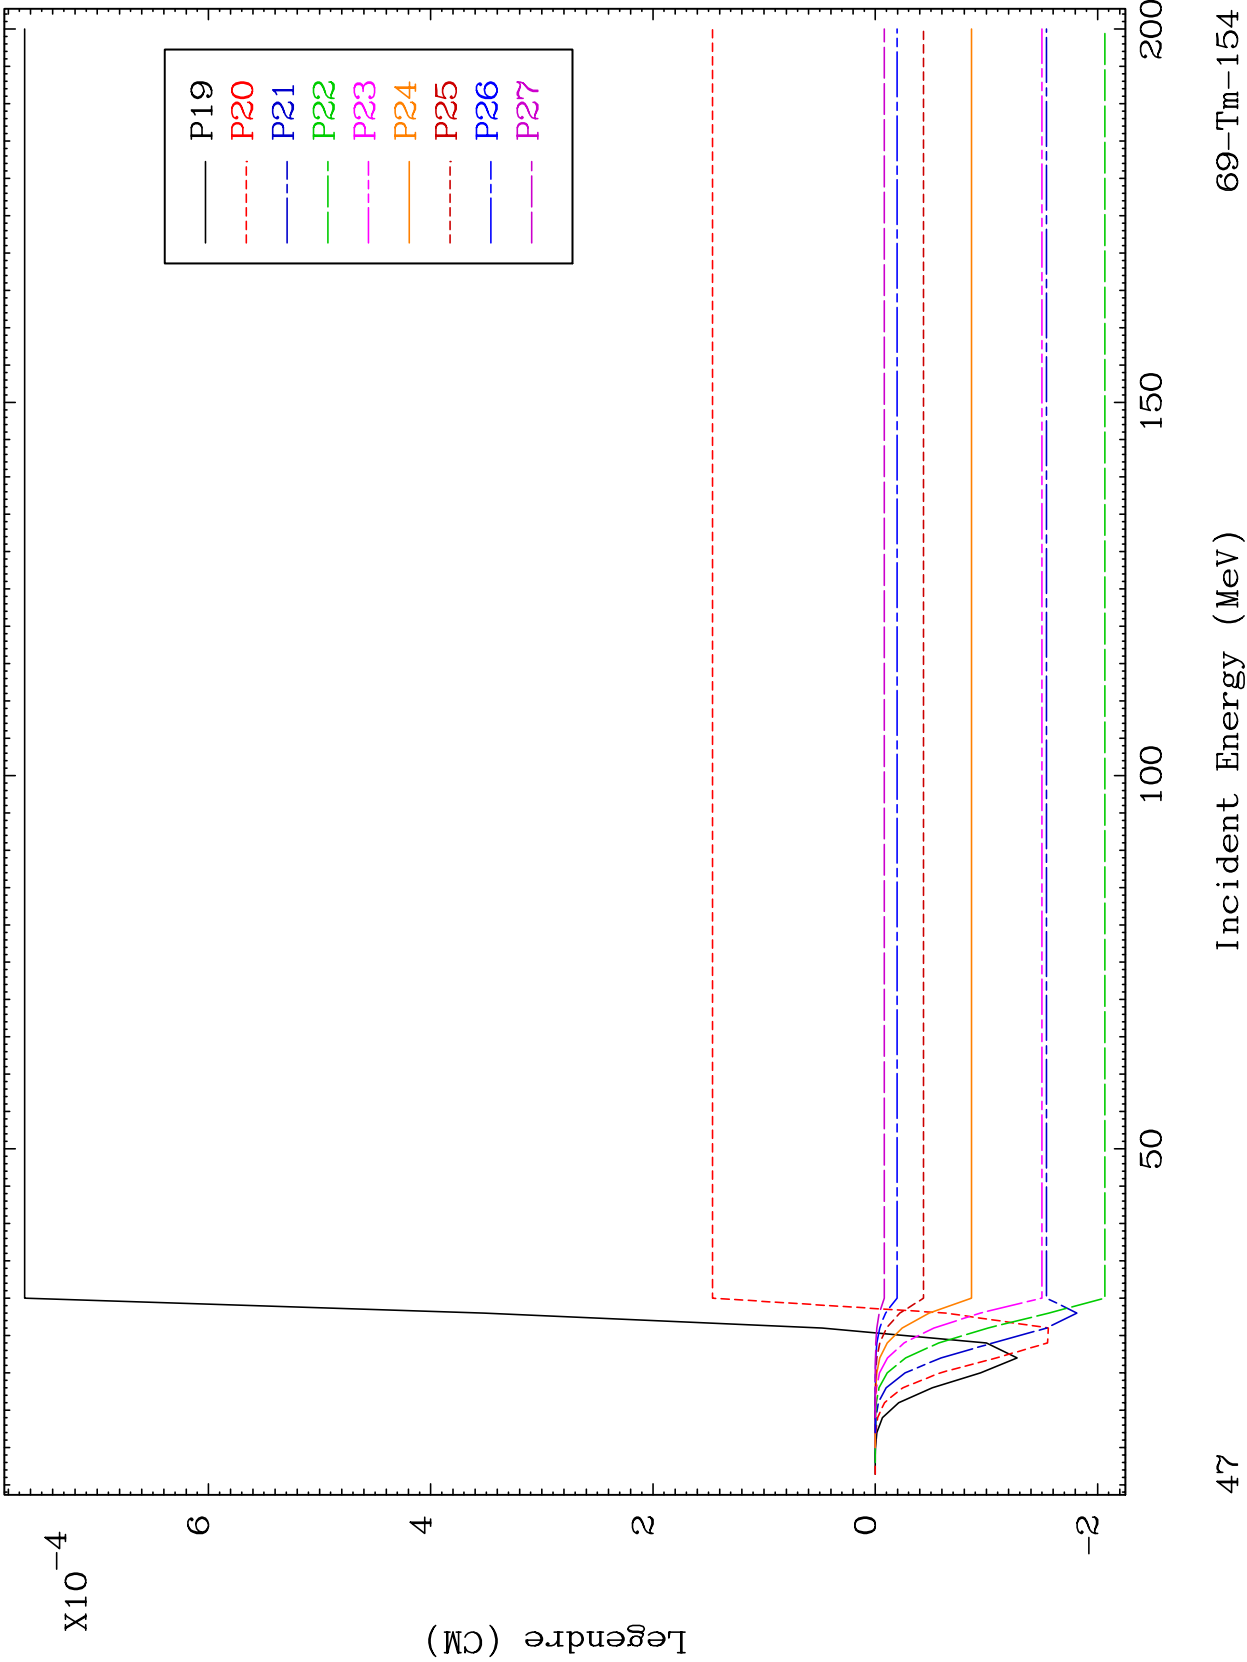 X10-4
Legendre (CM)
6
4
2
0
-2
P19
P20
P21
P22
P23
P24
P25
P26
P27
50
100
150
200
47
Incident Energy (MeV)
69-Tm-154